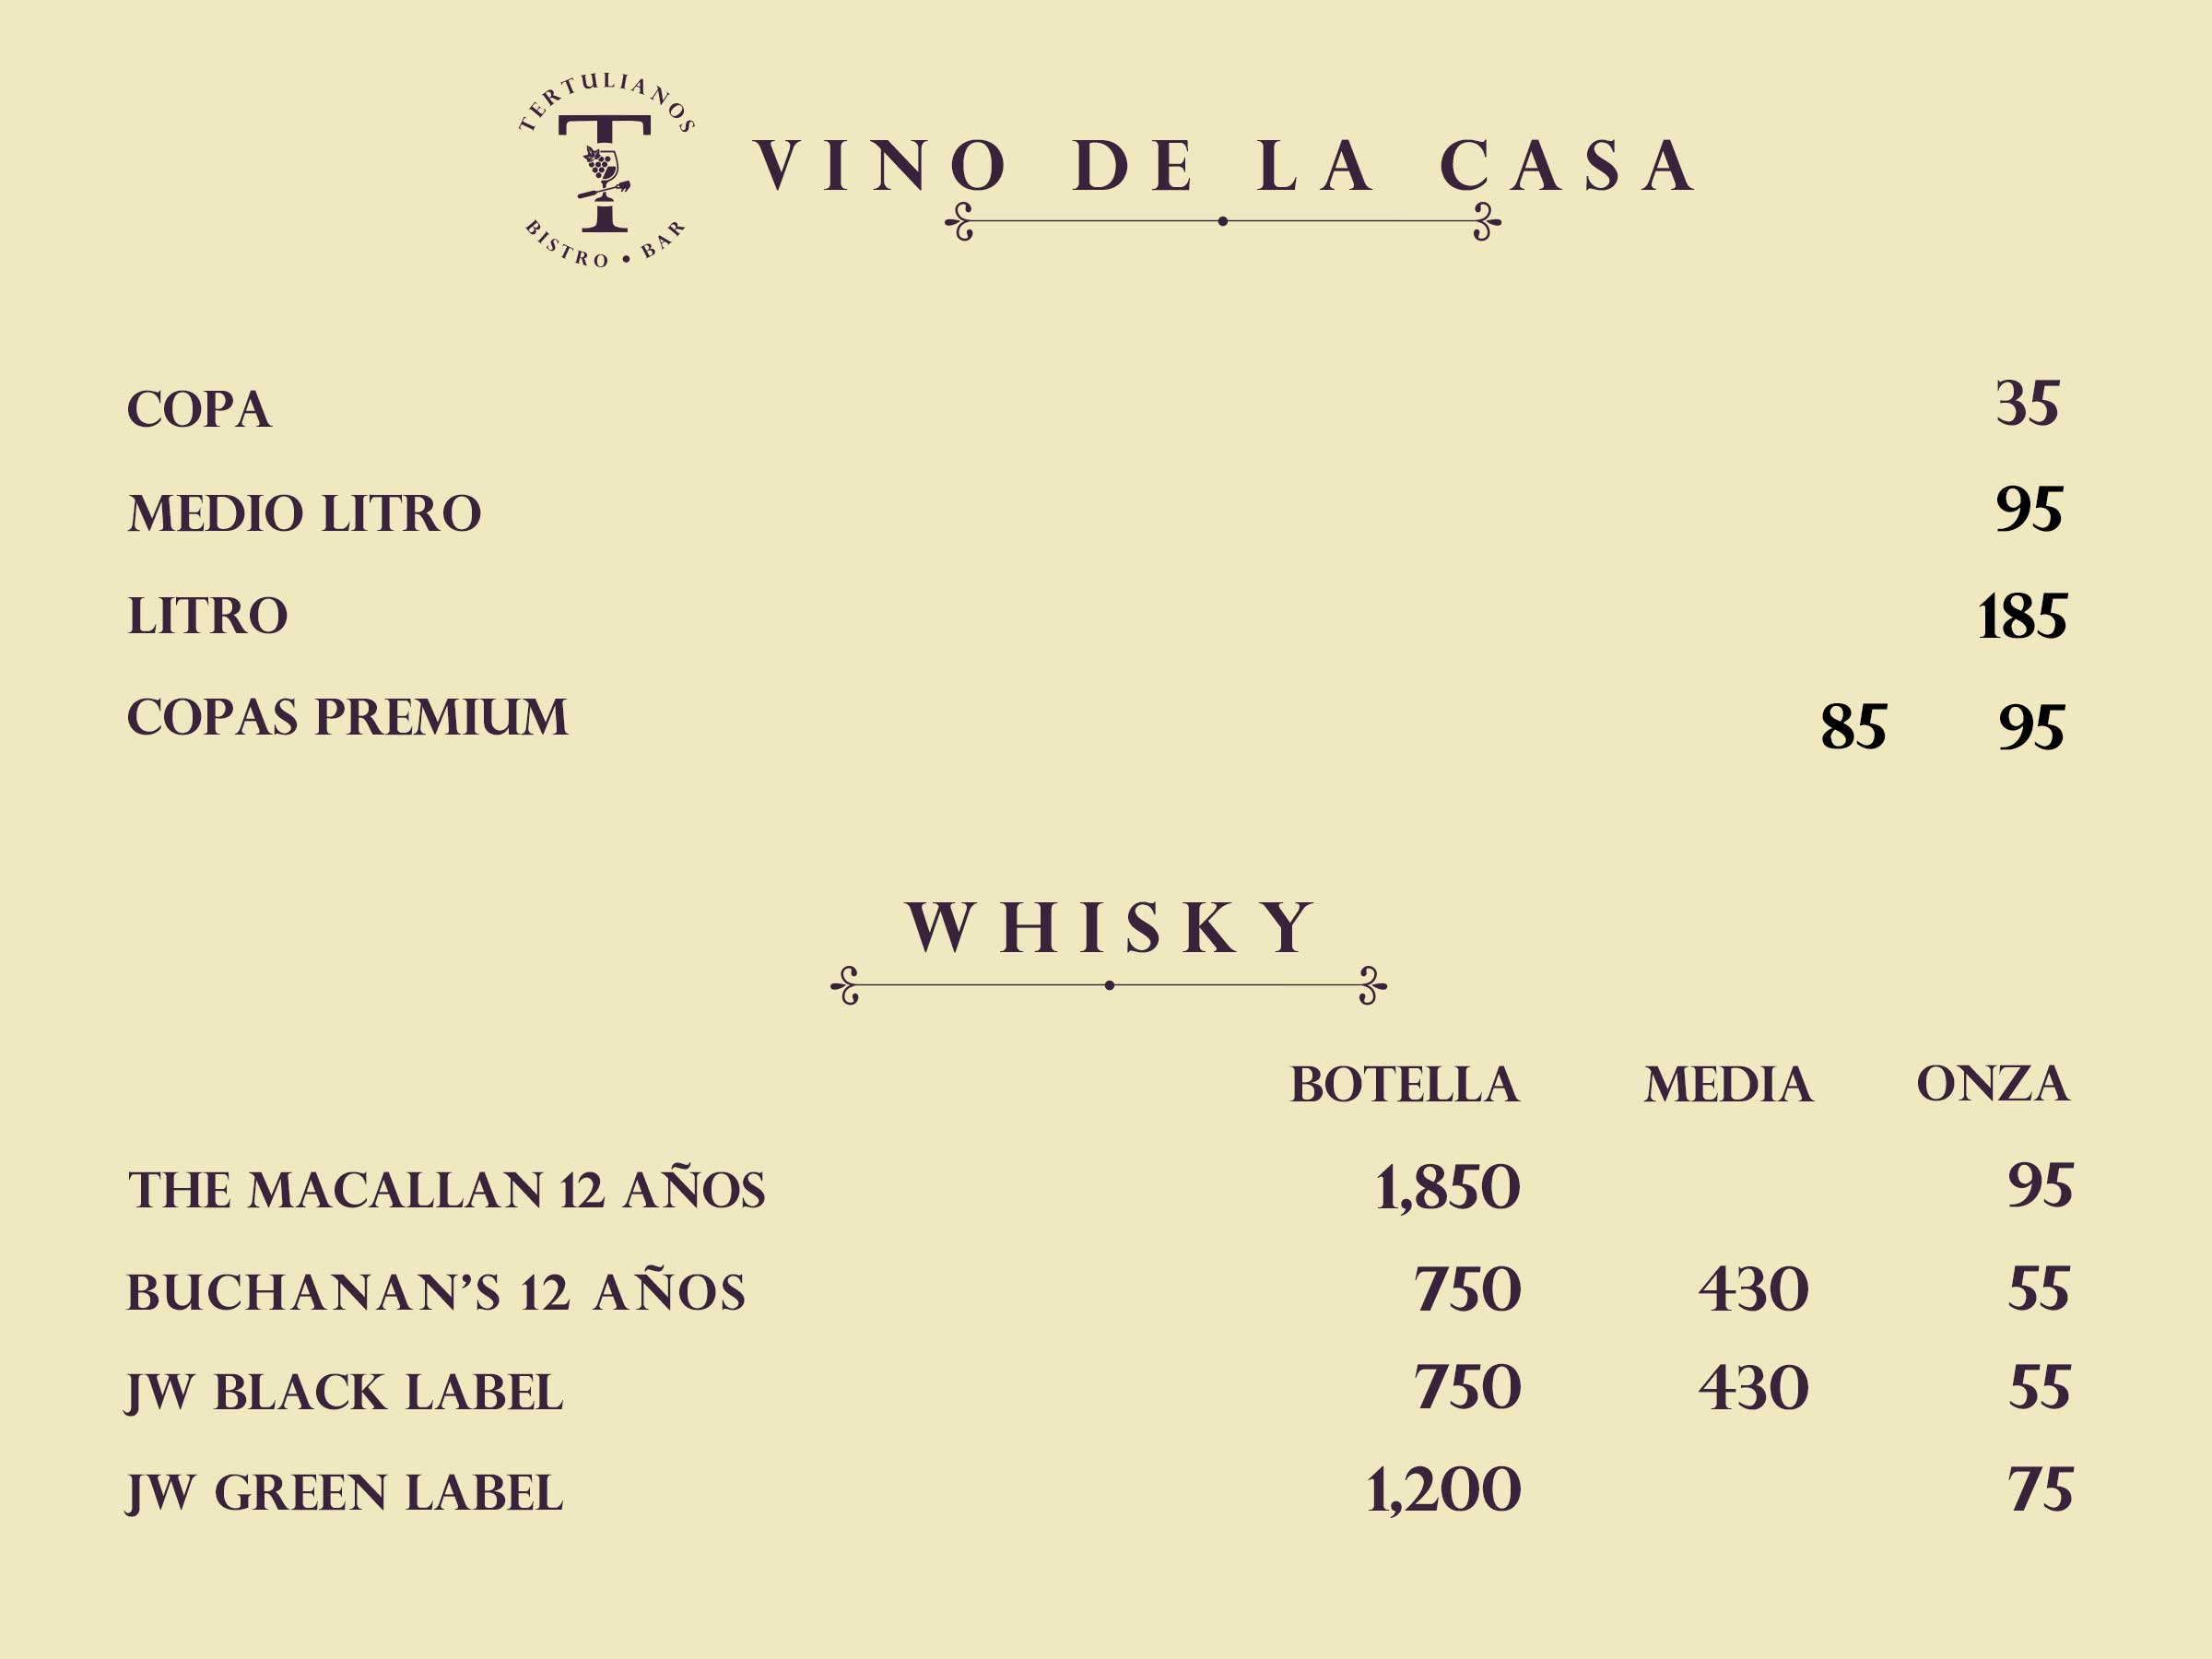 TERTULIANOS
T
BISTRO • BAR
VINO DE LA CASA
COPA 35
MEDIO LITRO 95
LITRO 185
COPAS PREMIUM 85 95
WHISKY
BOTELLA MEDIA ONZA
THE MACALLAN 12 AÑOS 1,850 95
BUCHANAN’S 12 AÑOS 750 430 55
JW BLACK LABEL 750 430 55
JW GREEN LABEL 1,200 75